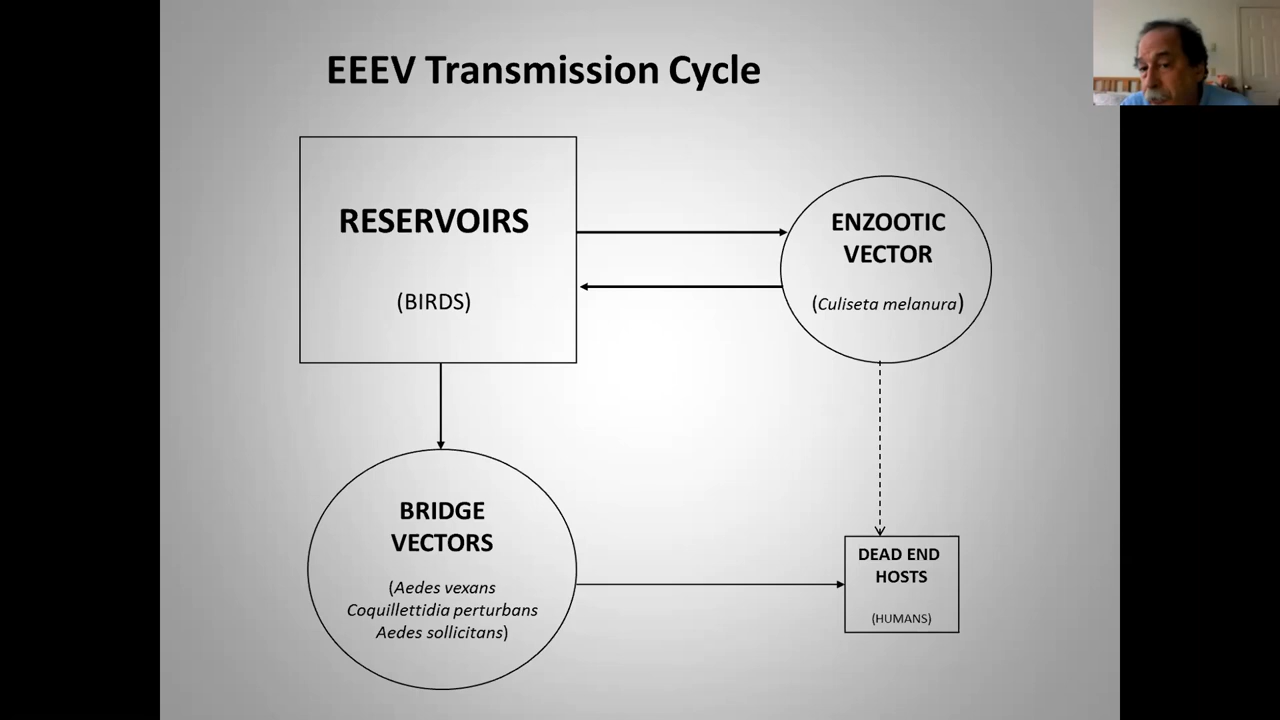 EEEV Transmission Cycle
RESERVOIRS
(BIRDS)
ENZOOTIC
VECTOR
(Culiseta melanura)
BRIDGE
VECTORS
(Aedes vexans
Coquillettidia perturbans
Aedes sollicitans)
DEAD END
HOSTS
(HUMANS)